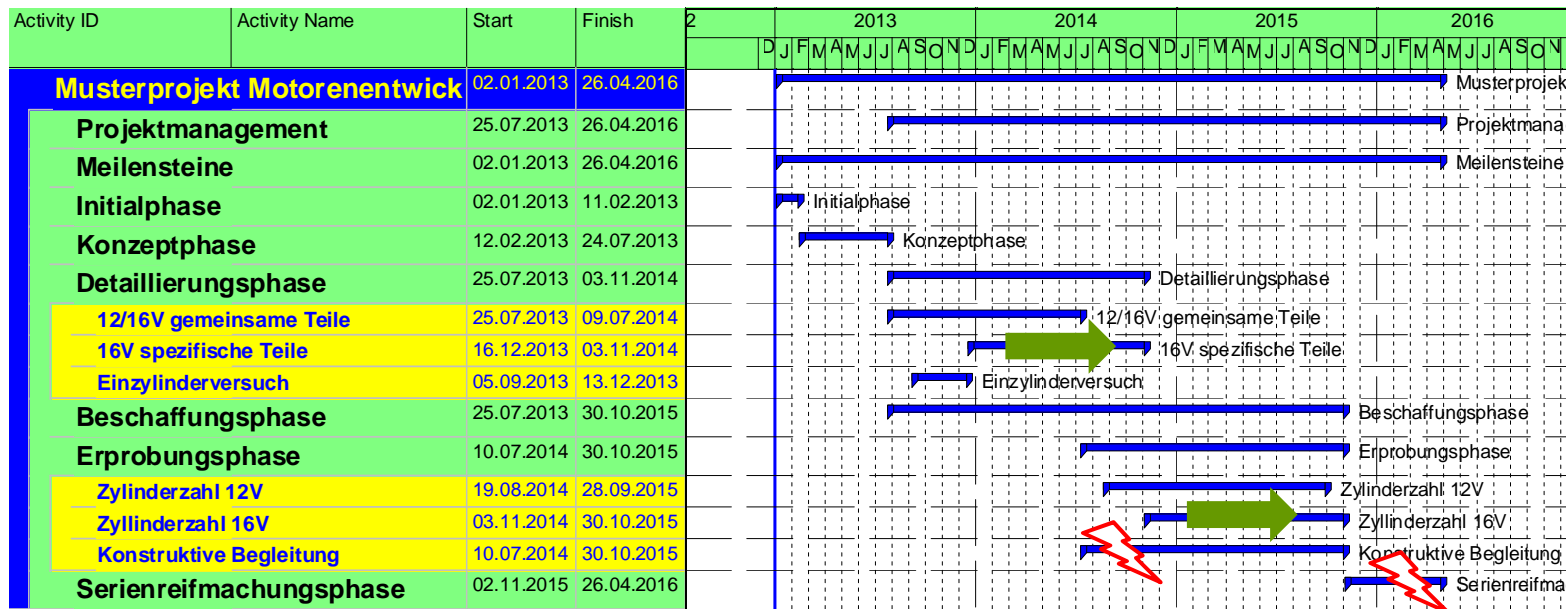 Activity ID Activity Name Start Finish 2 2013 2014 2015 2016
D J F M A M J J A S O N D J F M A M J J A S O N D J F M A M J J A S O N D J F M A M J J A S O N
Musterprojekt Motorenentwick 02.01.2013 26.04.2016 Musterprojek
Projektmanagement 25.07.2013 26.04.2016 Projektmana
Meilensteine 02.01.2013 26.04.2016 Meilensteine
Initialphase 02.01.2013 11.02.2013 Initialphase
Konzeptphase 12.02.2013 24.07.2013 Konzeptphase
Detaillierungsphase 25.07.2013 03.11.2014 Detaillierungsphase
12/16V gemeinsame Teile 25.07.2013 09.07.2014 12/16V gemeinsame Teile
16V spezifische Teile 16.12.2013 03.11.2014 16V spezifische Teile
Einzylinderversuch 05.09.2013 13.12.2013 Einzylinderversuch
Beschaffungsphase 25.07.2013 30.10.2015 Beschaffungsphase
Erprobungsphase 10.07.2014 30.10.2015 Erprobungsphase
Zylinderzahl 12V 19.08.2014 28.09.2015 Zylinderzahl 12V
Zyllinderzahl 16V 03.11.2014 30.10.2015 Zyllinderzahl 16V
Konstruktive Begleitung 10.07.2014 30.10.2015 Konstruktive Begleitung
Serienreifmachungsphase 02.11.2015 26.04.2016 Serienreifma